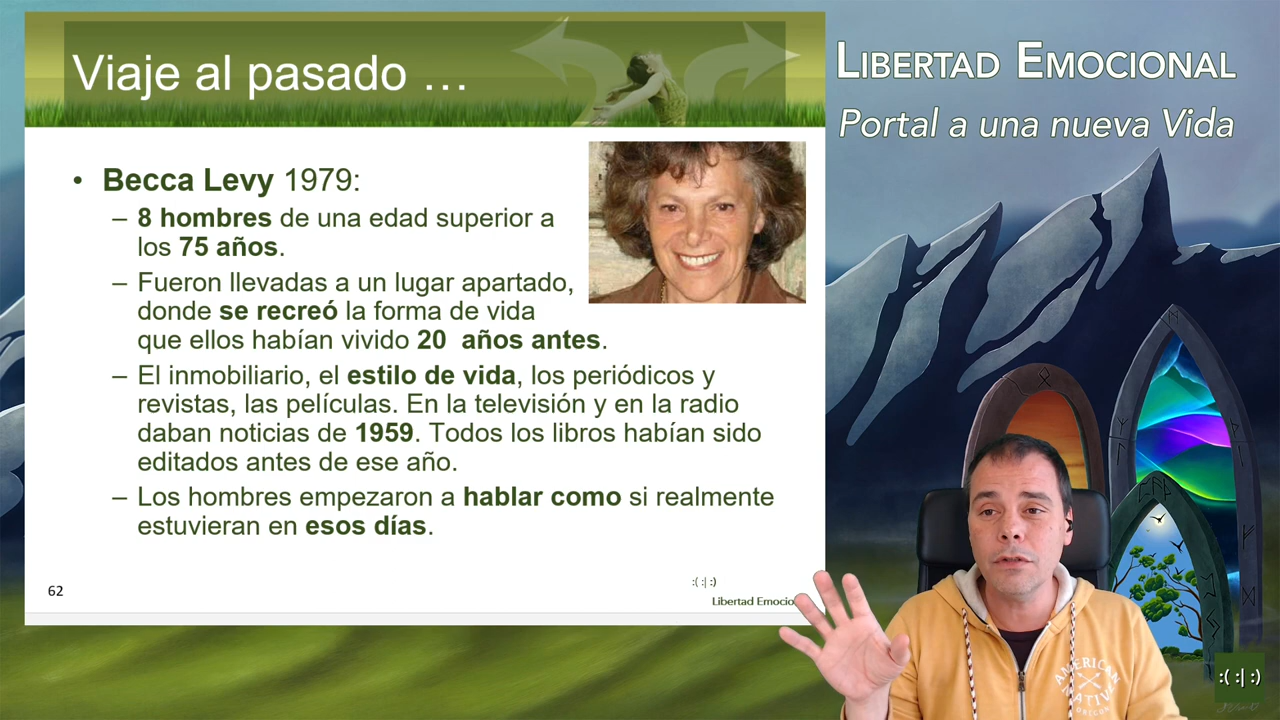 Viaje al pasado …
• Becca Levy 1979:
– 8 hombres de una edad superior a
los 75 años.
– Fueron llevadas a un lugar apartado,
donde se recreó la forma de vida
que ellos habían vivido 20 años antes.
– El inmobiliario, el estilo de vida, los periódicos y
revistas, las películas. En la televisión y en la radio
daban noticias de 1959. Todos los libros habían sido
editados antes de ese año.
– Los hombres empezaron a hablar como si realmente
estuvieran en esos días.
62
:( :| :)
Libertad Emocio
LIBERTAD EMOCIONAL
Portal a una nueva Vida
AMERICAN
NATIVE
:( :| :)